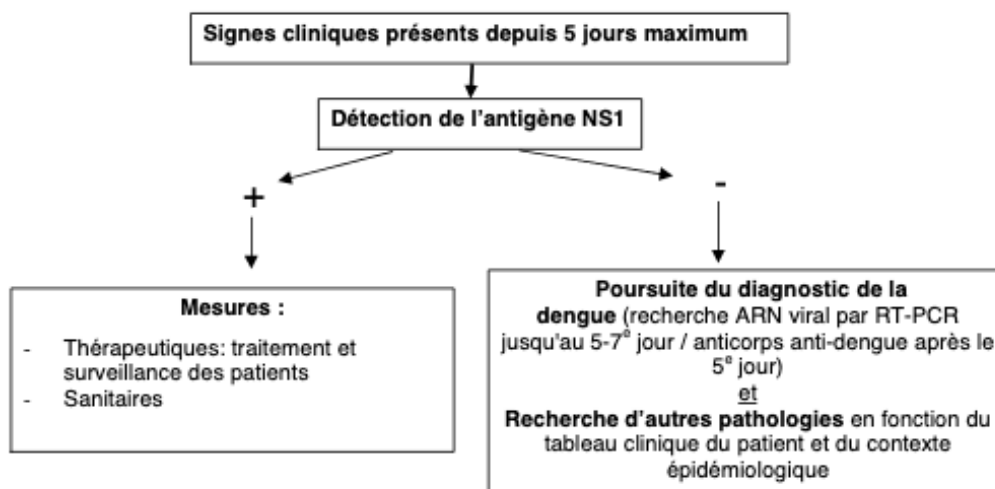 Signes cliniques présents depuis 5 jours maximum
Détection de l'antigène NS1
+
-
Mesures :
- Thérapeutiques: traitement et
surveillance des patients
- Sanitaires
Poursuite du diagnostic de la
dengue (recherche ARN viral par RT-PCR
jusqu'au 5-7° jour / anticorps anti-dengue après le
5° jour)
et
Recherche d'autres pathologies en fonction du
tableau clinique du patient et du contexte
épidémiologique